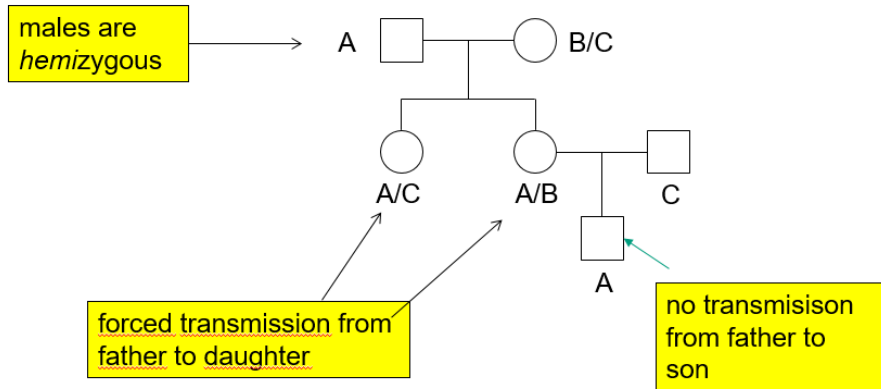 males are
hemizygous
A
B/C
A/C
A/B
C
A
forced transmission from
father to daughter
no transmisison
from father to
son